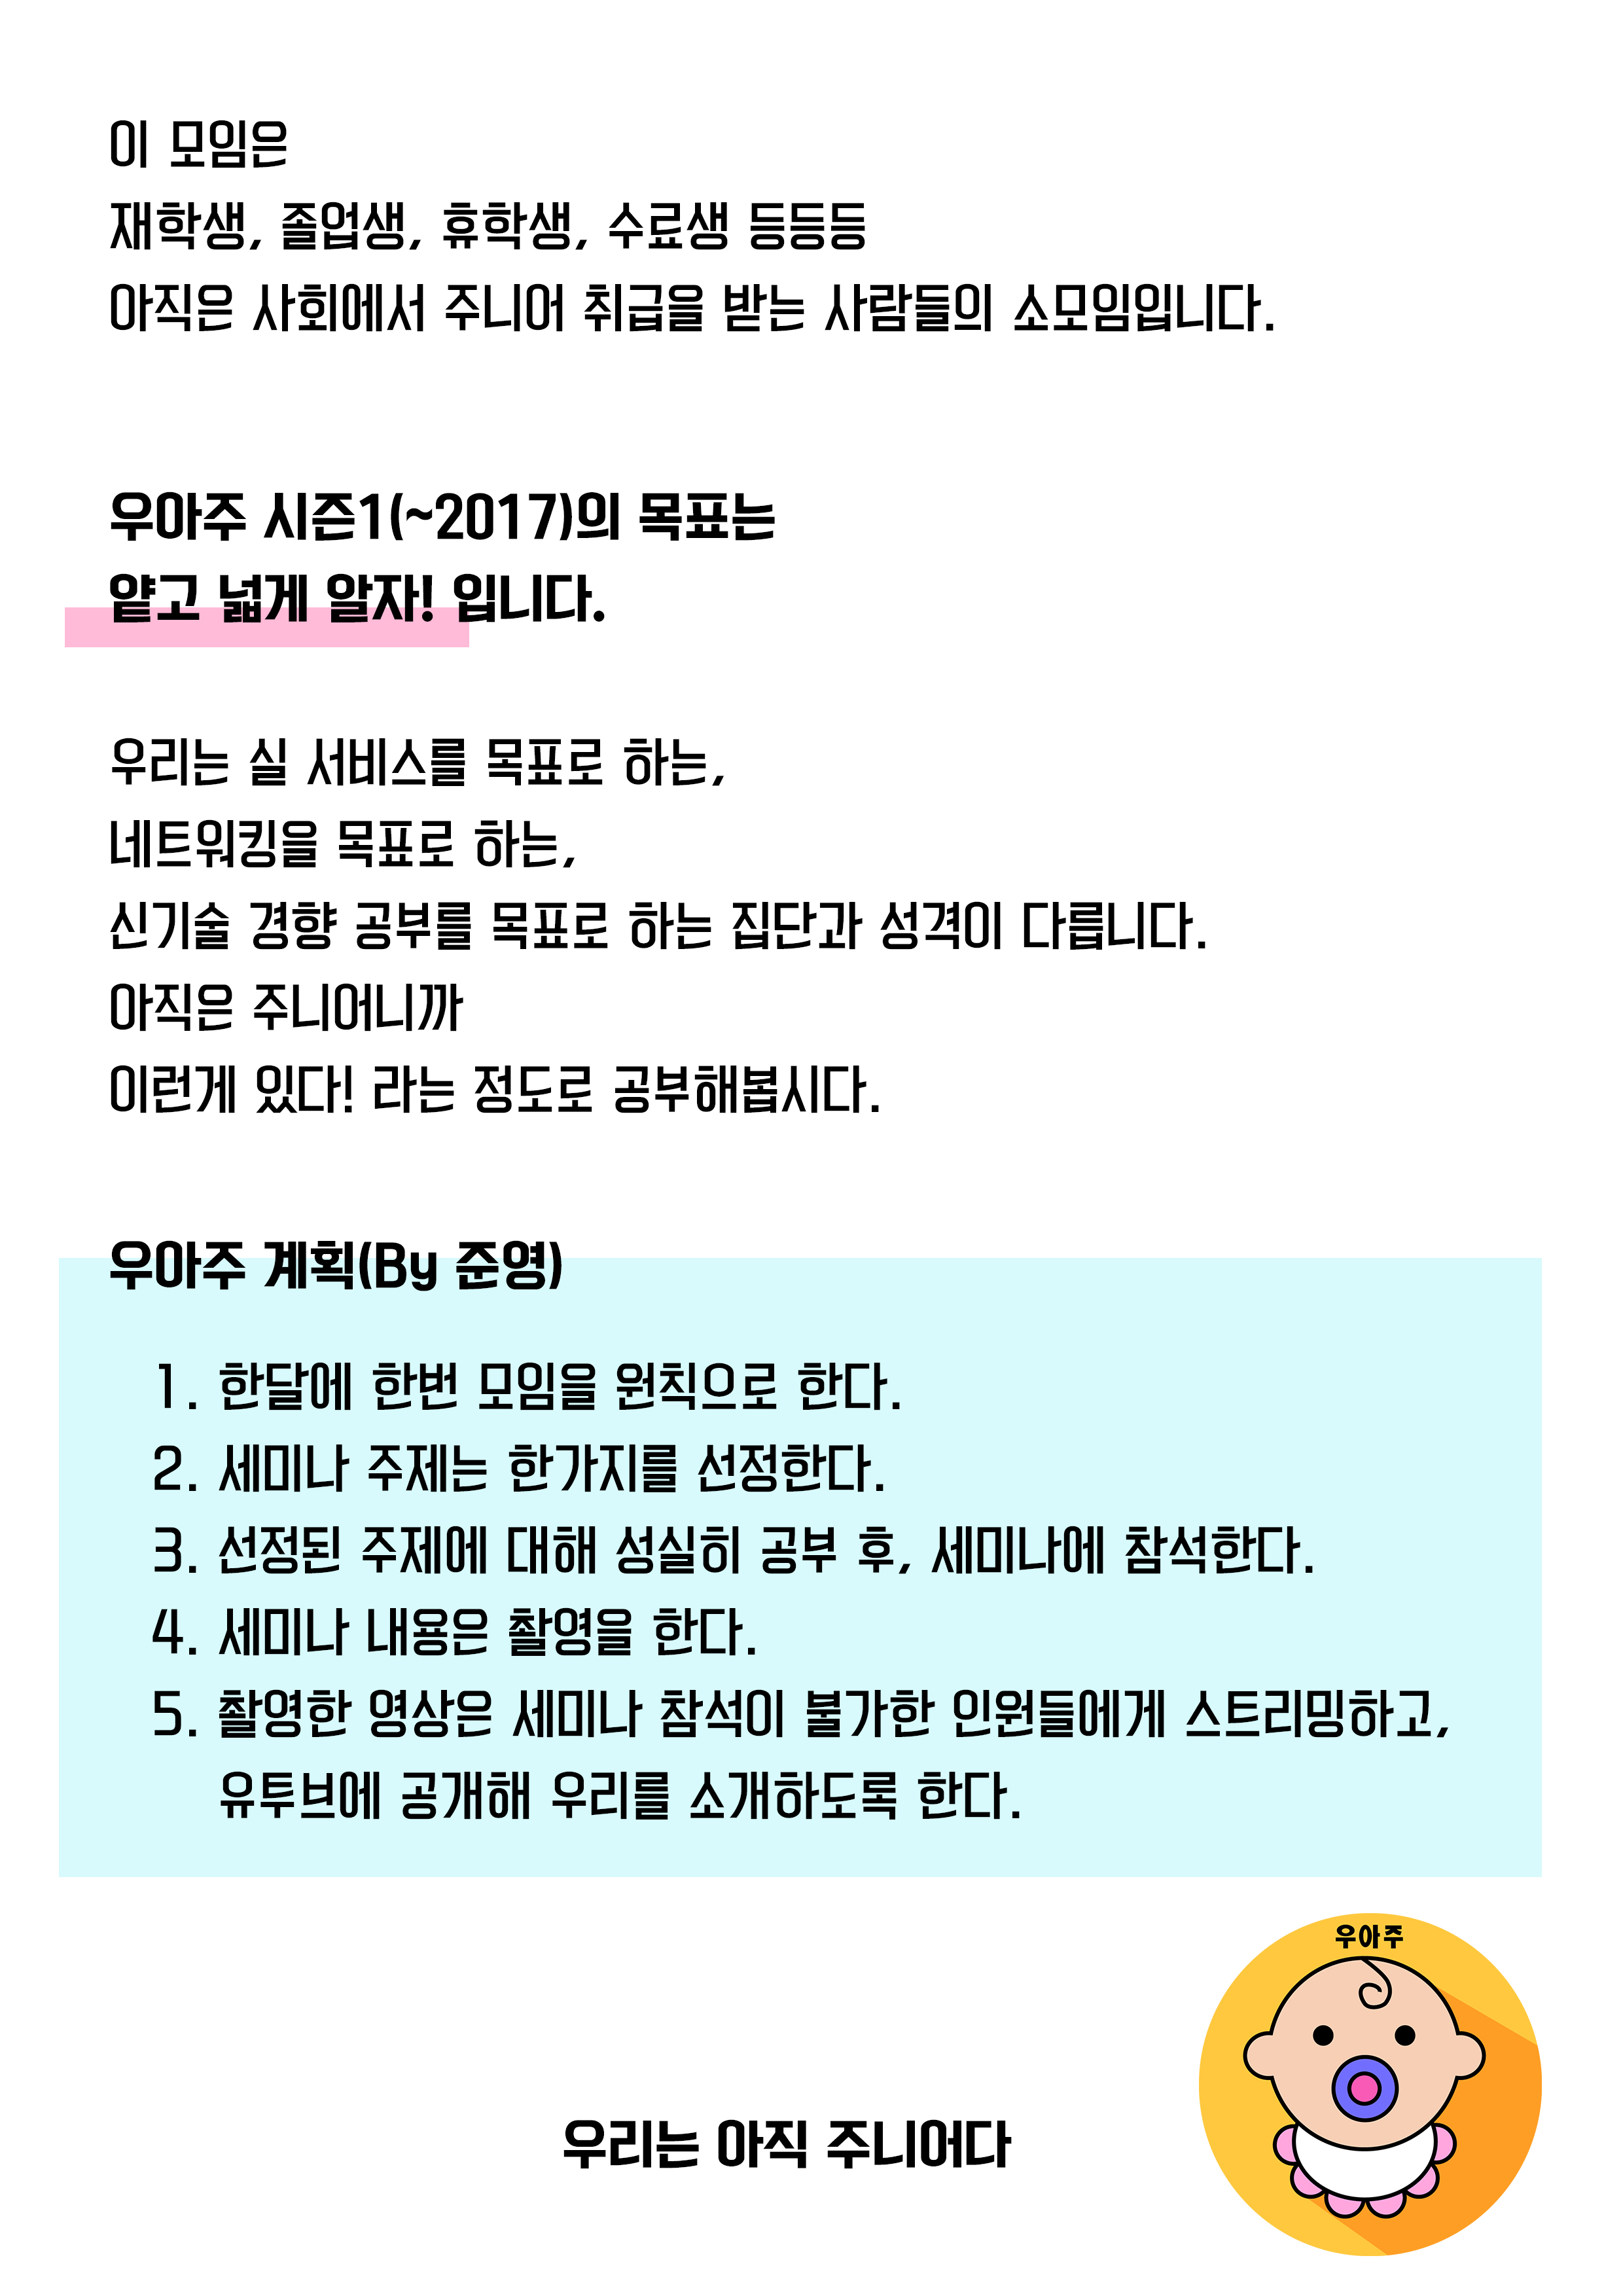 이 모임은
재학생, 졸업생, 휴학생, 수료생 등등등
아직은 사회에서 주니어 취급을 받는 사람들의 소모임입니다.
우아주 시즌1(~2017)의 목표는
얕고 넓게 알자! 입니다.
우리는 실 서비스를 목표로 하는,
네트워킹을 목표로 하는,
신기술 경향 공부를 목표로 하는 집단과 성격이 다릅니다.
아직은 주니어니까
이런게 있다! 라는 정도로 공부해봅시다.
우아주 계획(By 준영)
1. 한달에 한번 모임을 원칙으로 한다.
2. 세미나 주제는 한가지를 선정한다.
3. 선정된 주제에 대해 성실히 공부 후, 세미나에 참석한다.
4. 세미나 내용은 촬영을 한다.
5. 촬영한 영상은 세미나 참석이 불가한 인원들에게 스트리밍하고,
유투브에 공개해 우리를 소개하도록 한다.
우아주
우리는 아직 주니어다